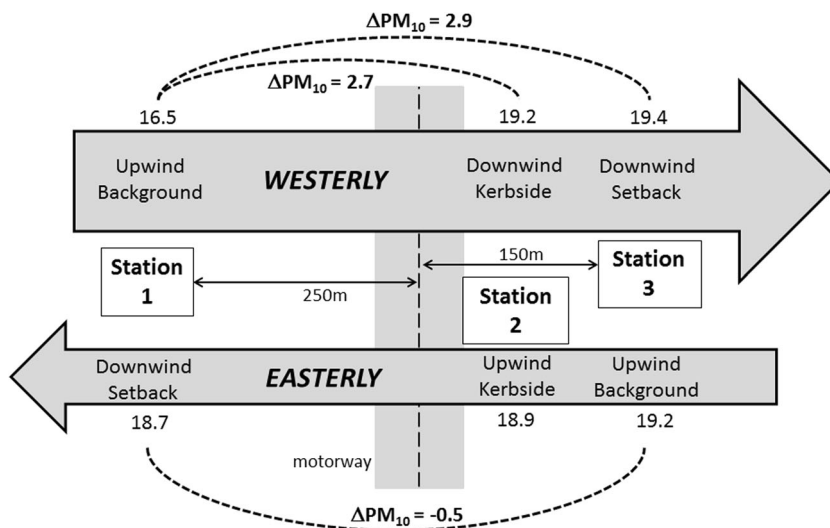 ΔPM₁₀ = 2.9
ΔPM₁₀ = 2.7
16.5 19.2 19.4
Upwind
Background
WESTERLY
Downwind
Kerbside
Downwind
Setback
Station
1
250m
150m
Station
2
Station
3
Downwind
Setback
EASTERLY
Upwind
Kerbside
Upwind
Background
18.7 18.9 19.2
motorway
ΔPM₁₀ = -0.5